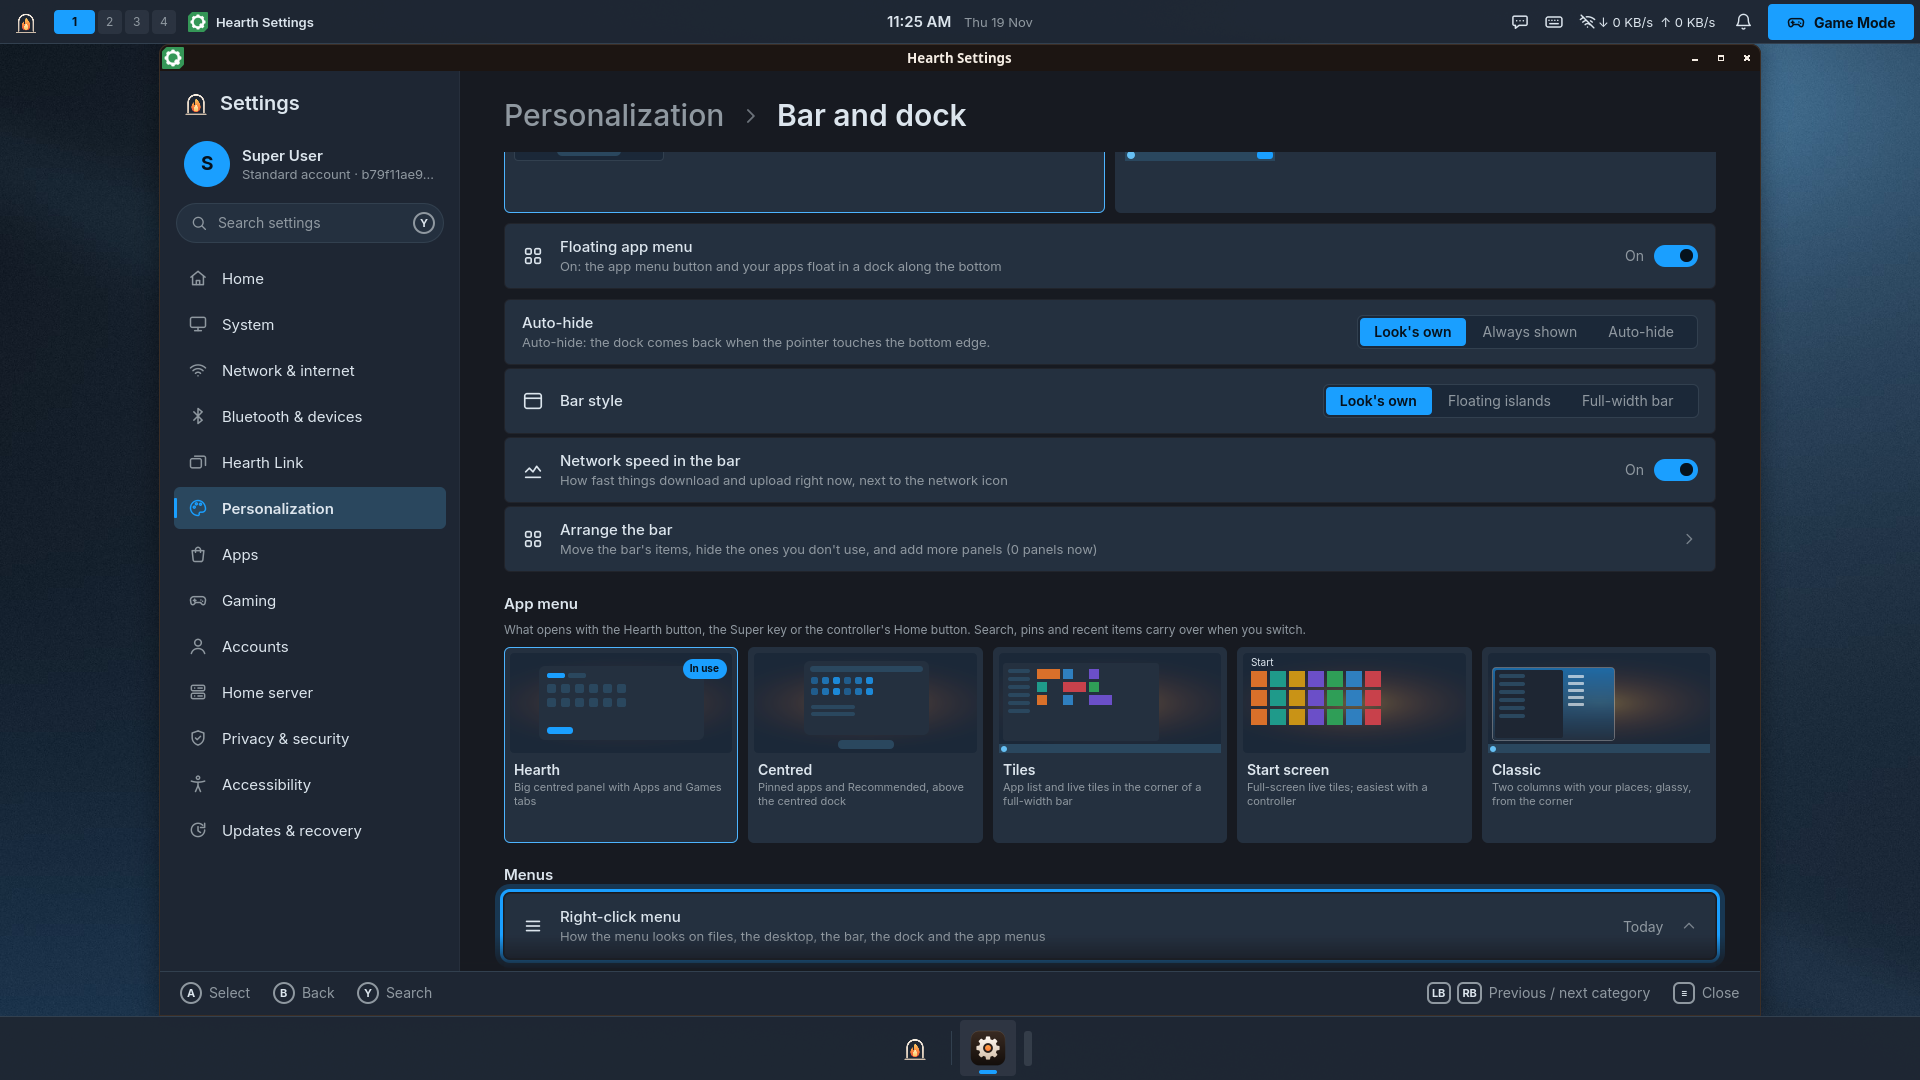 1 2 3 4 Hearth Settings
11:25 AM Thu 19 Nov
↓ 0 KB/s ↑ 0 KB/s
Game Mode
Hearth Settings
Settings
S
Super User
Standard account · b79f11ae9...
Search settings Y
Home
System
Network & internet
Bluetooth & devices
Hearth Link
Personalization
Apps
Gaming
Accounts
Home server
Privacy & security
Accessibility
Updates & recovery
Personalization > Bar and dock
Floating app menu
On: the app menu button and your apps float in a dock along the bottom
On
Auto-hide
Auto-hide: the dock comes back when the pointer touches the bottom edge.
Look's own Always shown Auto-hide
Bar style
Look's own Floating islands Full-width bar
Network speed in the bar
How fast things download and upload right now, next to the network icon
On
Arrange the bar
Move the bar's items, hide the ones you don't use, and add more panels (0 panels now)
App menu
What opens with the Hearth button, the Super key or the controller's Home button. Search, pins and recent items carry over when you switch.
In use
Hearth
Big centred panel with Apps and Games
tabs
Centred
Pinned apps and Recommended, above
the centred dock
Tiles
App list and live tiles in the corner of a
full-width bar
Start
Start screen
Full-screen live tiles; easiest with a
controller
Classic
Two columns with your places; glassy,
from the corner
Menus
Right-click menu
How the menu looks on files, the desktop, the bar, the dock and the app menus
Today
A Select B Back Y Search
LB RB Previous / next category ≡ Close